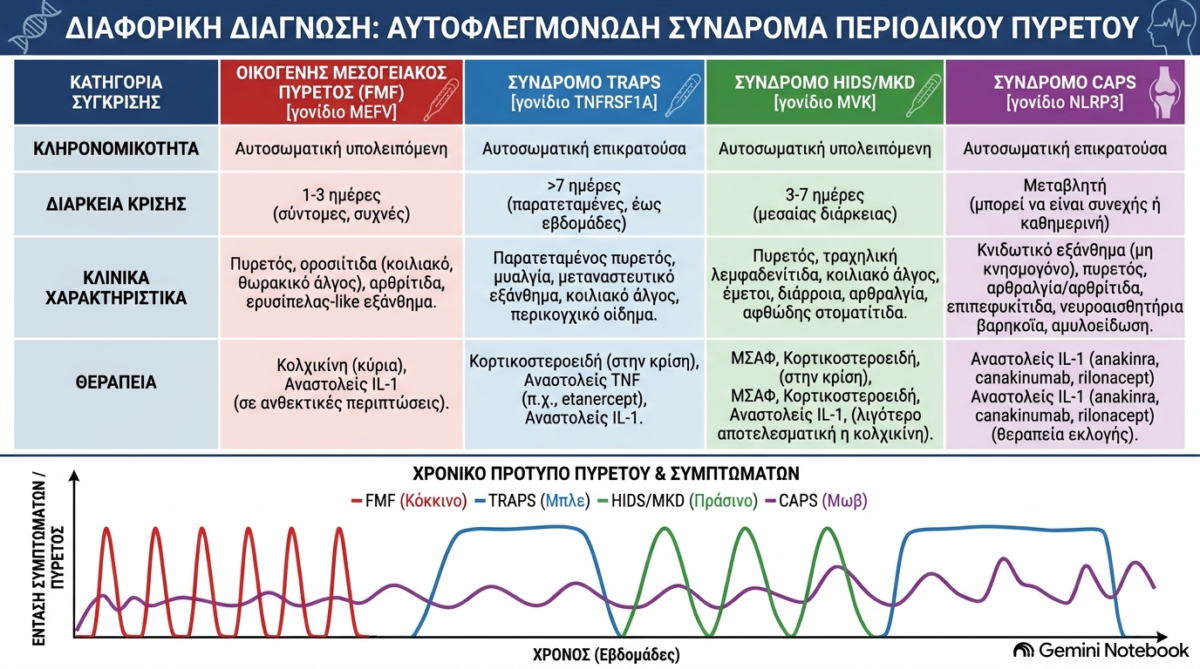 ΔΙΑΦΟΡΙΚΗ ΔΙΑΓΝΩΣΗ: ΑΥΤΟΦΛΕΓΜΟΝΩΔΗ ΣΥΝΔΡΟΜΑ ΠΕΡΙΟΔΙΚΟΥ ΠΥΡΕΤΟΥ
ΚΑΤΗΓΟΡΙΑ
ΣΥΓΚΡΙΣΗΣ
ΟΙΚΟΓΕΝΗΣ ΜΕΣΟΓΕΙΑΚΟΣ
ΠΥΡΕΤΟΣ (FMF)
[γονίδιο MEFV]
ΣΥΝΔΡΟΜΟ TRAPS
[γονίδιο TNFRSF1A]
ΣΥΝΔΡΟΜΟ HIDS/MKD
[γονίδιο MVK]
ΣΥΝΔΡΟΜΟ CAPS
[γονίδιο NLRP3]
ΚΛΗΡΟΝΟΜΙΚΟΤΗΤΑ
Αυτοσωματική υπολειπόμενη
Αυτοσωματική επικρατούσα
Αυτοσωματική υπολειπόμενη
Αυτοσωματική επικρατούσα
ΔΙΑΡΚΕΙΑ ΚΡΙΣΗΣ
1-3 ημέρες
(σύντομες, συχνές)
>7 ημέρες
(παρατεταμένες, έως
εβδομάδες)
3-7 ημέρες
(μεσαίας διάρκειας)
Μεταβλητή
(μπορεί να είναι συνεχής ή
καθημερινή)
ΚΛΙΝΙΚΑ
ΧΑΡΑΚΤΗΡΙΣΤΙΚΑ
Πυρετός, οροσιίτιδα (κοιλιακό,
θωρακικό άλγος), αρθρίτιδα,
ερυσίπελας-like εξάνθημα.
Παρατεταμένος πυρετός,
μυαλγία, μεταναστευτικό
εξάνθημα, κοιλιακό άλγος,
περικογχικό οίδημα.
Πυρετός, τραχηλική
λεμφαδενίτιδα, κοιλιακό άλγος,
έμετοι, διάρροια, αρθραλγία,
αφθώδης στοματίτιδα.
Κνιδωτικό εξάνθημα (μη
κνησμογόνο), πυρετός,
αρθραλγία/αρθρίτιδα,
επιπεφυκίτιδα, νευροαισθητήρια
βαρηκοΐα, αμυλοείδωση.
ΘΕΡΑΠΕΙΑ
Κολχικίνη (κύρια),
Αναστολείς IL-1
(σε ανθεκτικές περιπτώσεις).
Κορτικοστεροειδή (στην κρίση),
Αναστολείς TNF
(π.χ., etanercept),
Αναστολείς IL-1.
ΜΣΑΦ, Κορτικοστεροειδή,
(στην κρίση),
ΜΣΑΦ, Κορτικοστεροειδή,
Αναστολείς IL-1, (λιγότερο
αποτελεσματική η κολχικίνη).
Αναστολείς IL-1 (anakinra,
canakinumab, rilonacept)
Αναστολείς IL-1 (anakinra,
canakinumab, rilonacept)
(θεραπεία εκλογής).
ΧΡΟΝΙΚΟ ΠΡΟΤΥΠΟ ΠΥΡΕΤΟΥ & ΣΥΜΠΤΩΜΑΤΩΝ
FMF (Κόκκινο) TRAPS (Μπλε) HIDS/MKD (Πράσινο) CAPS (Μωβ)
ΕΝΤΑΣΗ ΣΥΜΠΤΩΜΑΤΩΝ /
ΠΥΡΕΤΟΣ
ΧΡΟΝΟΣ (Εβδομάδες)
Gemini Notebook